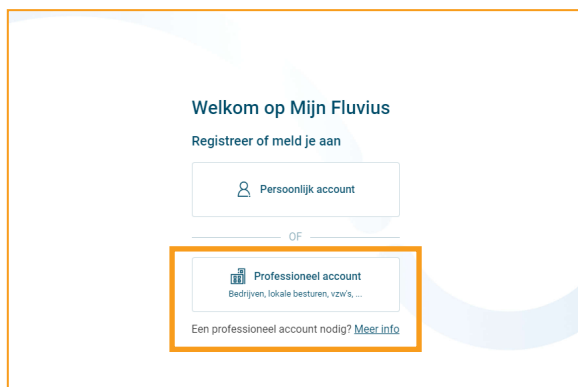 Welkom op Mijn Fluvius
Registreer of meld je aan
Persoonlijk account
OF
Professioneel account
Bedrijven, lokale besturen, vzw's, ...
Een professioneel account nodig? Meer info